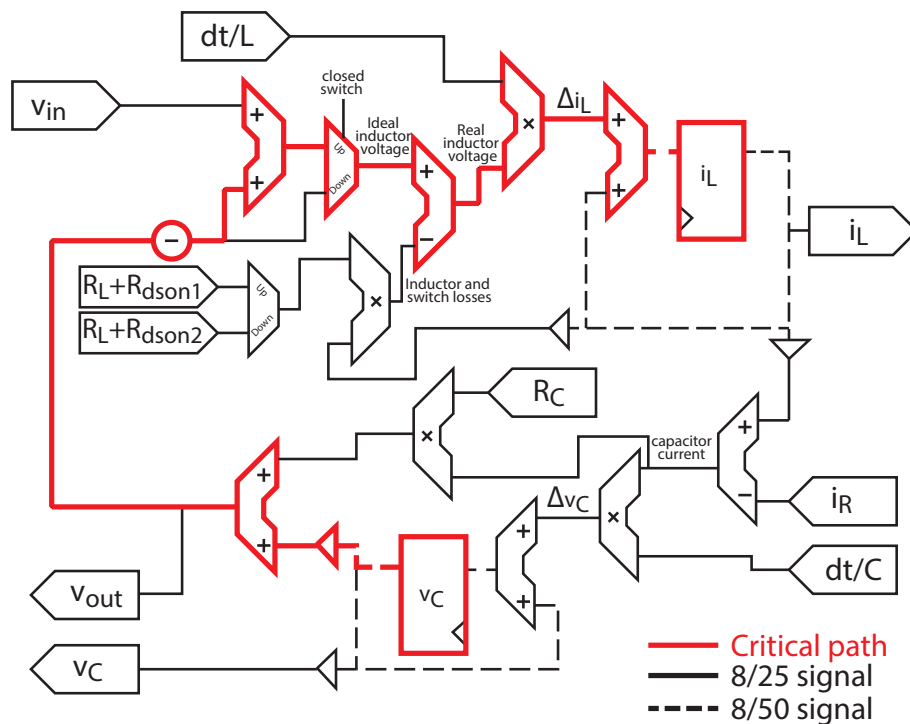 dt/L
closed
switch
Δi_L
v_in
+
Up
Ideal
inductor
voltage
Real
inductor
voltage
×
+
+
Down
+
i_L
+
i_L
−
−
R_L+R_dson1
Up
×
Inductor and
switch losses
R_L+R_dson2
Down
R_C
×
capacitor
current
+
+
Δv_C
−
i_R
×
+
+
dt/C
v_out
v_C
+
v_C
Critical path
8/25 signal
8/50 signal